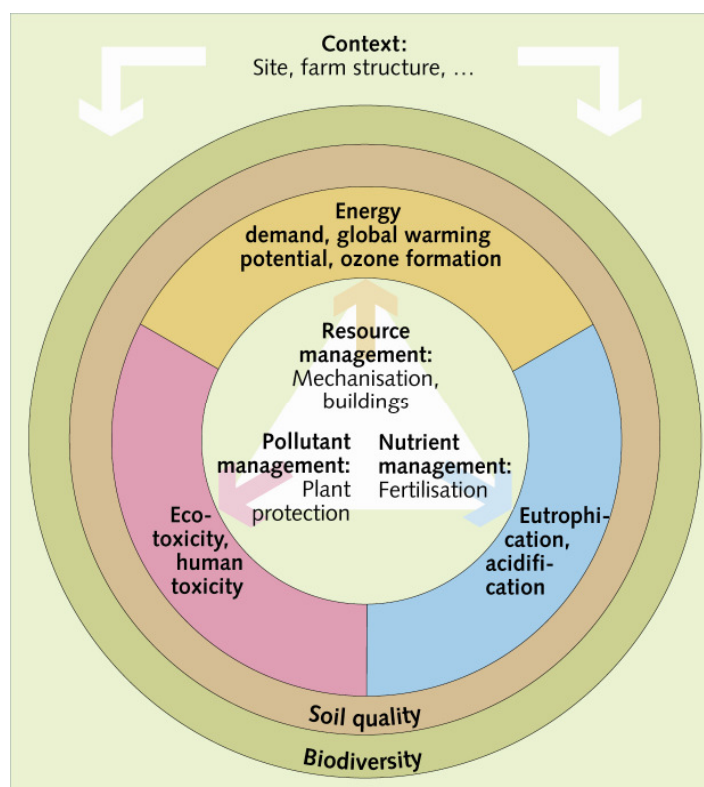 Context:
Site, farm structure, …
Energy
demand, global warming
potential, ozone formation
Resource
management:
Mechanisation,
buildings
Pollutant
management:
Plant
protection
Nutrient
management:
Fertilisation
Eco-
toxicity,
human
toxicity
Eutrophi-
cation,
acidifi-
cation
Soil quality
Biodiversity